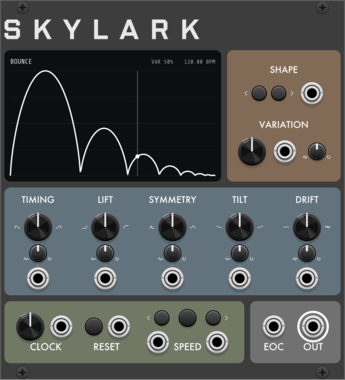 SKYLARK
BOUNCE VAR 50% 120.00 BPM
SHAPE
VARIATION
TIMING LIFT SYMMETRY TILT DRIFT
CLOCK RESET SPEED EOC OUT